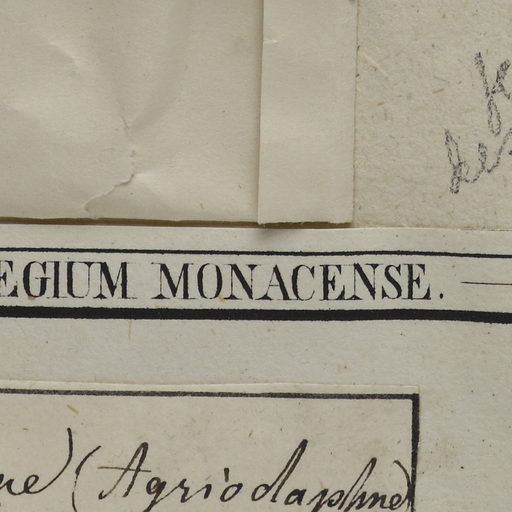 EGIUM MONACENSE.
ne (Agriodaphne)